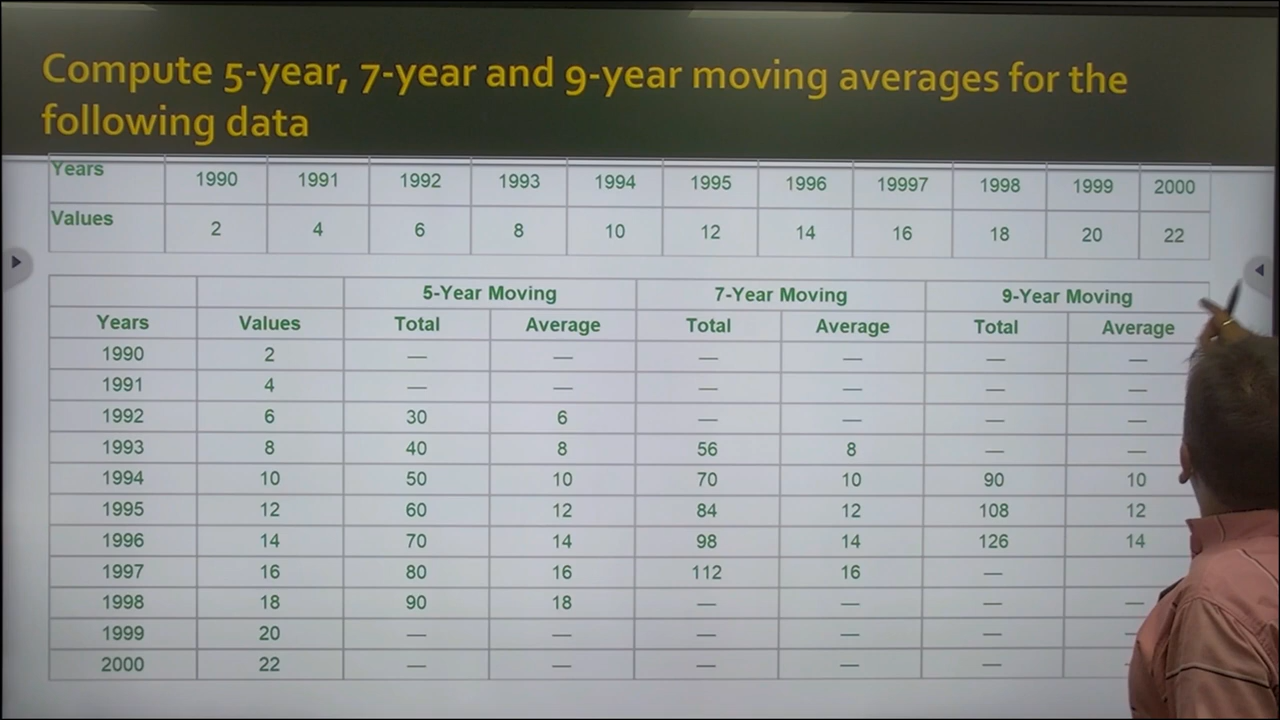 Compute 5-year, 7-year and 9-year moving averages for the
following data
Years 1990 1991 1992 1993 1994 1995 1996 19997 1998 1999 2000
Values 2 4 6 8 10 12 14 16 18 20 22
5-Year Moving 7-Year Moving 9-Year Moving
Years Values Total Average Total Average Total Average
1990 2 — — — — — —
1991 4 — — — — — —
1992 6 30 6 — — — —
1993 8 40 8 56 8 — —
1994 10 50 10 70 10 90 10
1995 12 60 12 84 12 108 12
1996 14 70 14 98 14 126 14
1997 16 80 16 112 16 —
1998 18 90 18 — — — —
1999 20 — — — — — —
2000 22 — — — — — —